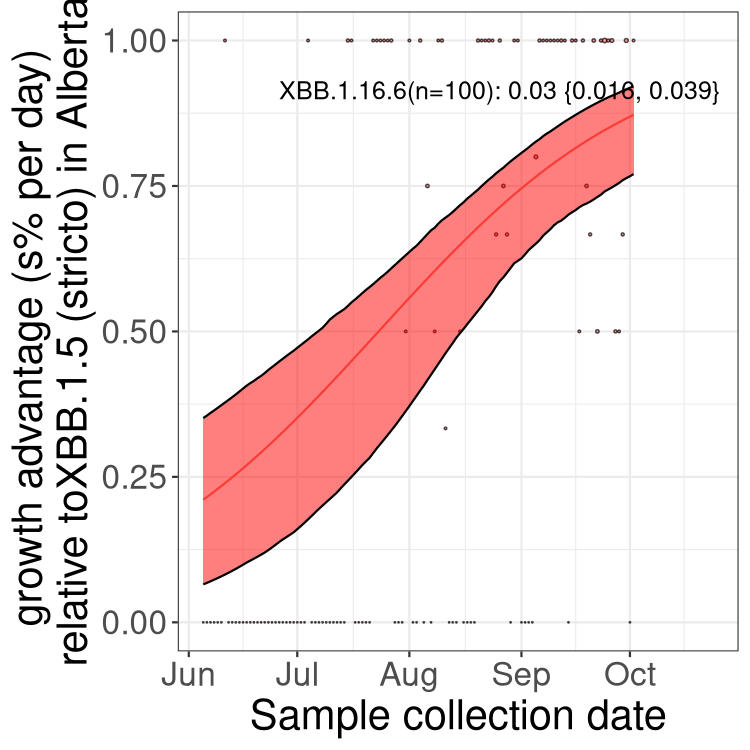 growth advantage (s% per day)
relative toXBB.1.5 (stricto) in Alberta
1.00
XBB.1.16.6(n=100): 0.03 {0.016, 0.039}
0.75
0.50
0.25
0.00
Jun Jul Aug Sep Oct
Sample collection date